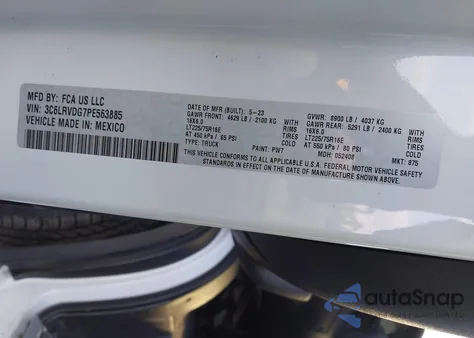 MFD BY: FCA US LLC
VIN: 3C6LRVDG7PE563885
VEHICLE MADE IN: MEXICO
DATE OF MFR (BUILT): 5-23
GAWR FRONT: 4629 LB / 2100 KG
16X6.0 RIMS
LT225/75R16E TIRES
AT 450 kPa / 65 PSI COLD
TYPE: TRUCK PAINT: PW7
GVWR: 8900 LB / 4037 KG
GAWR REAR: 5291 LB / 2400 KG
16X6.0 RIMS
LT225/75R16E TIRES
AT 550 kPa / 80 PSI COLD
MDH: 052408 MKT: 875
THIS VEHICLE CONFORMS TO ALL APPLICABLE U.S.A. FEDERAL MOTOR VEHICLE SAFETY
STANDARDS IN EFFECT ON THE DATE OF MANUFACTURE SHOWN ABOVE.
autoSnap